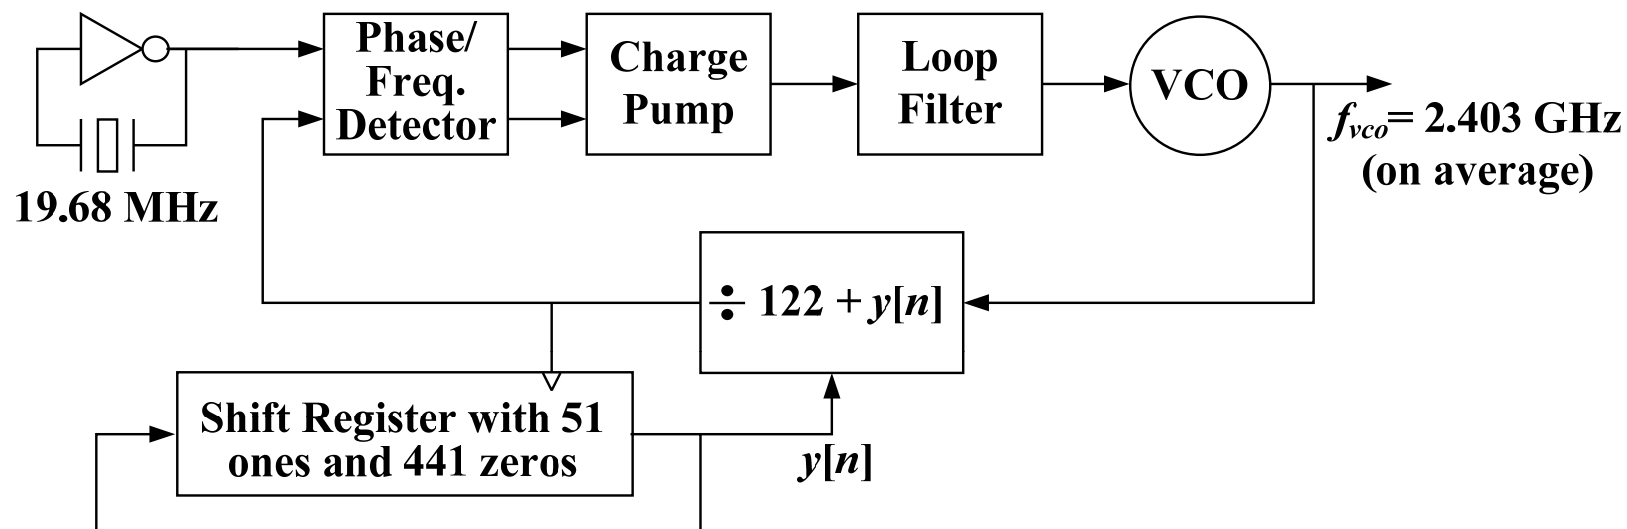 Phase/
Freq.
Detector
Charge
Pump
Loop
Filter
VCO
f_vco= 2.403 GHz
(on average)
19.68 MHz
÷ 122 + y[n]
Shift Register with 51
ones and 441 zeros
y[n]